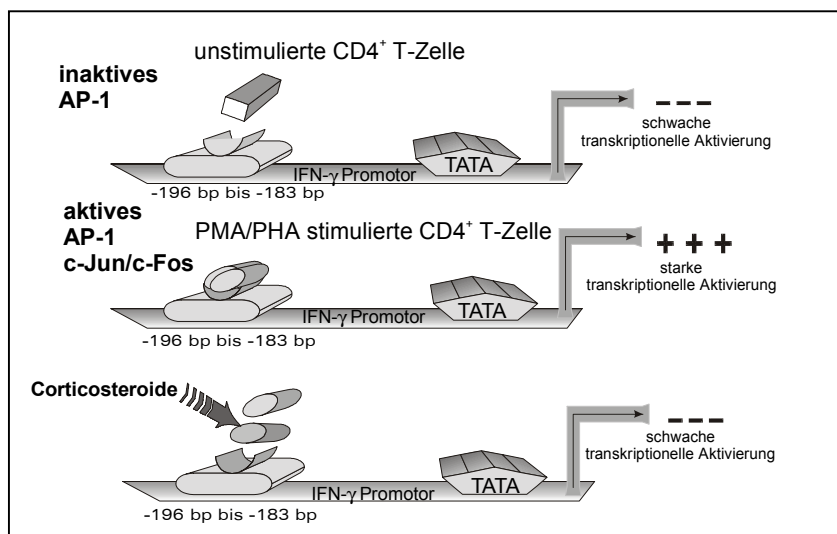 unstimulierte CD4⁺ T-Zelle
inaktives
AP-1
– – –
schwache
transkriptionelle Aktivierung
TATA
IFN-γ Promotor
-196 bp bis -183 bp
aktives
AP-1
c-Jun/c-Fos
PMA/PHA stimulierte CD4⁺ T-Zelle
+ + +
starke
transkriptionelle Aktivierung
TATA
IFN-γ Promotor
-196 bp bis -183 bp
Corticosteroide
– – –
schwache
transkriptionelle Aktivierung
TATA
IFN-γ Promotor
-196 bp bis -183 bp